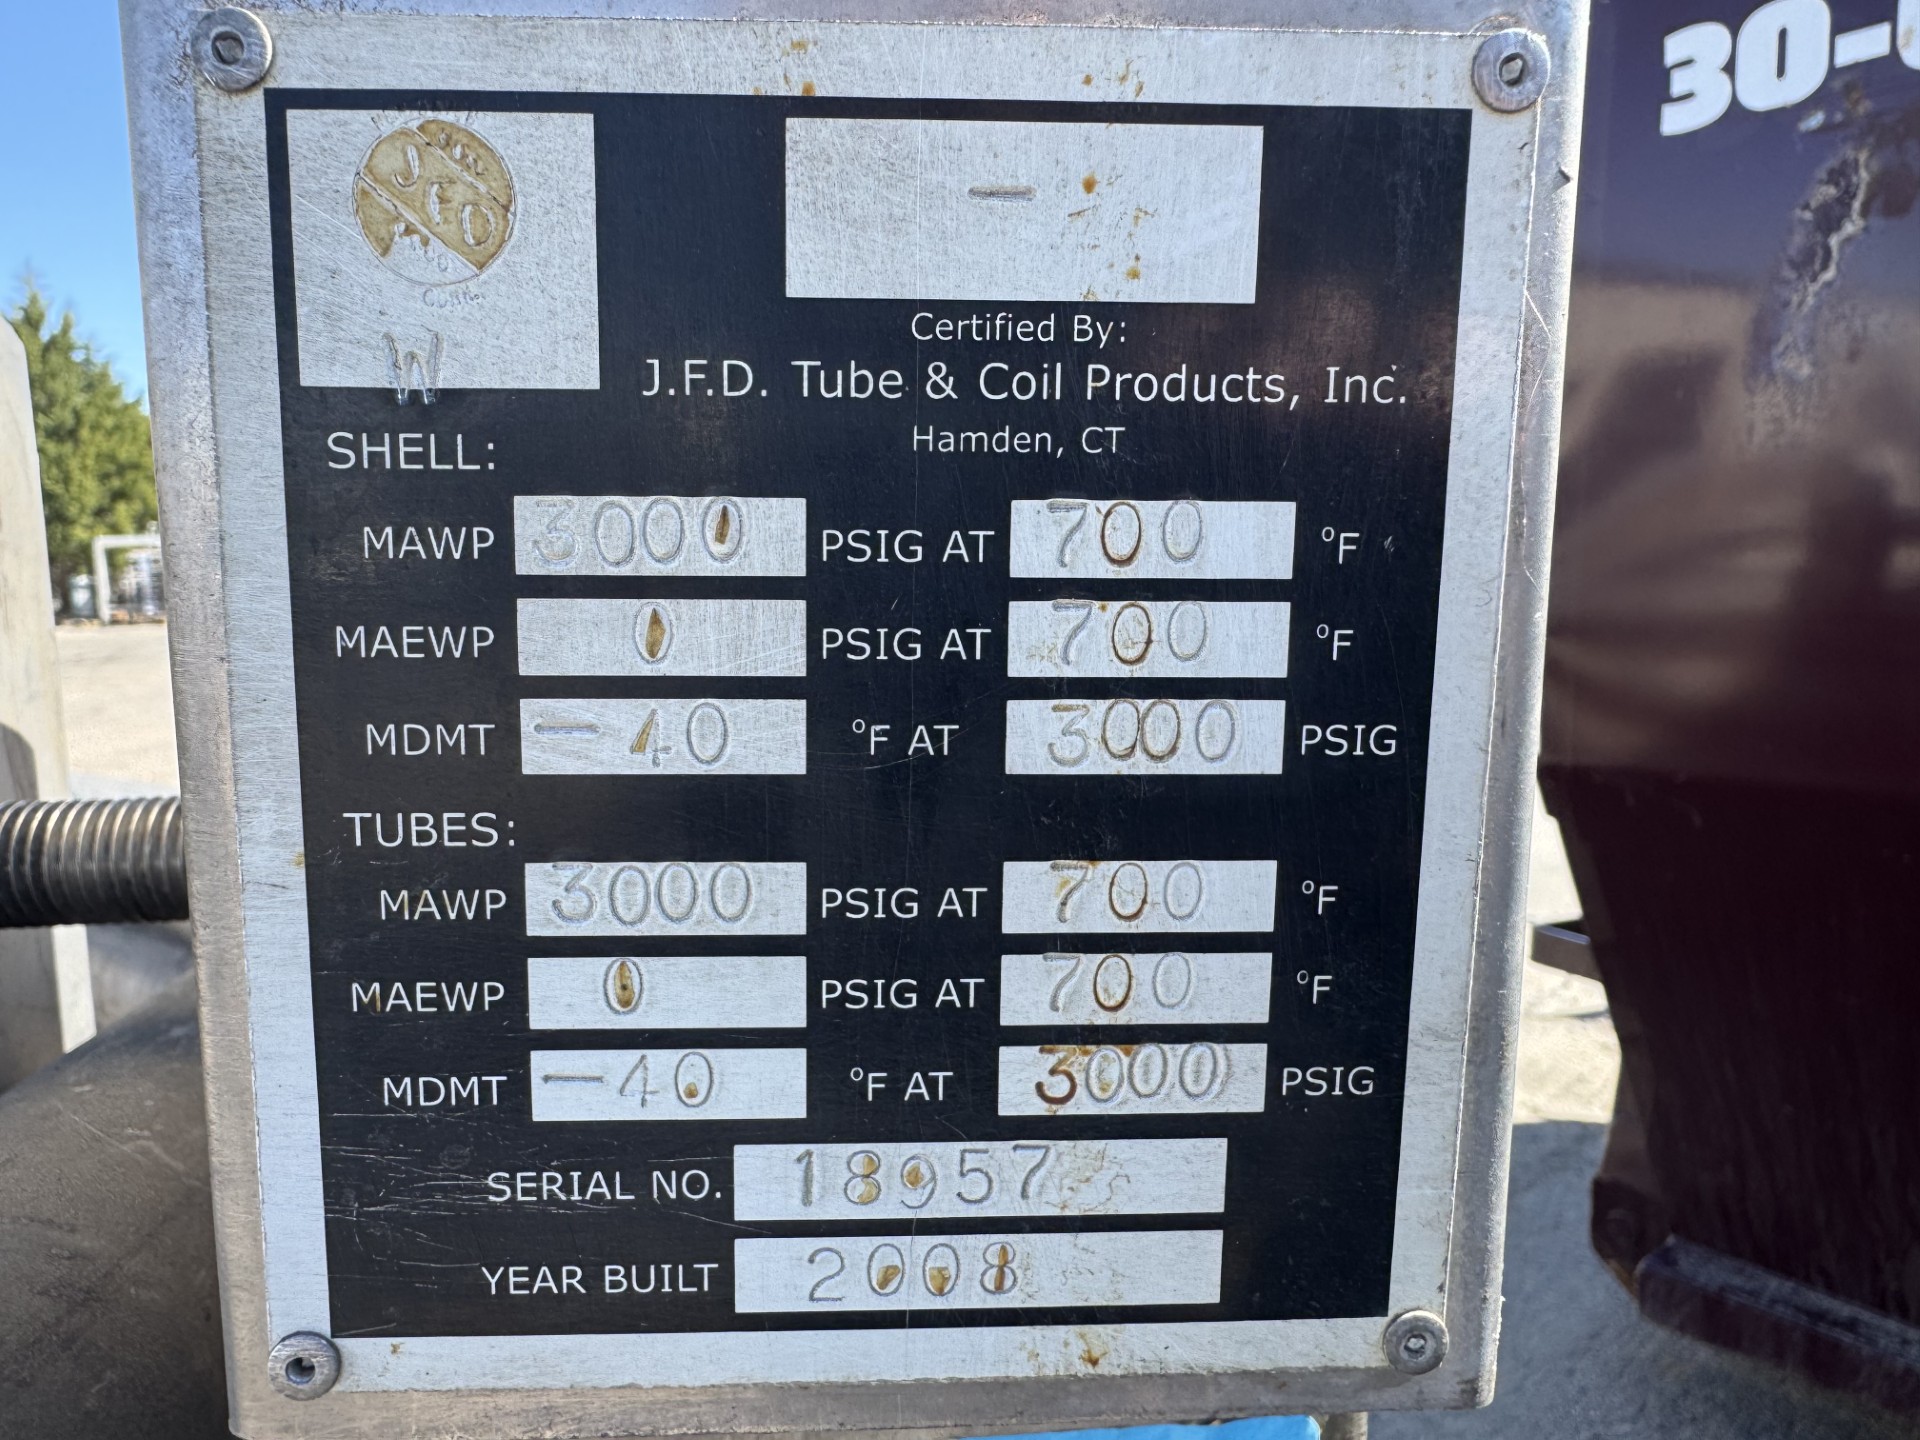 30-
J F D
CORP.
W
-
Certified By:
J.F.D. Tube & Coil Products, Inc.
Hamden, CT
SHELL:
MAWP 3000 PSIG AT 700 °F
MAEWP 0 PSIG AT 700 °F
MDMT -40 °F AT 3000 PSIG
TUBES:
MAWP 3000 PSIG AT 700 °F
MAEWP 0 PSIG AT 700 °F
MDMT -40 °F AT 3000 PSIG
SERIAL NO. 18957
YEAR BUILT 2008